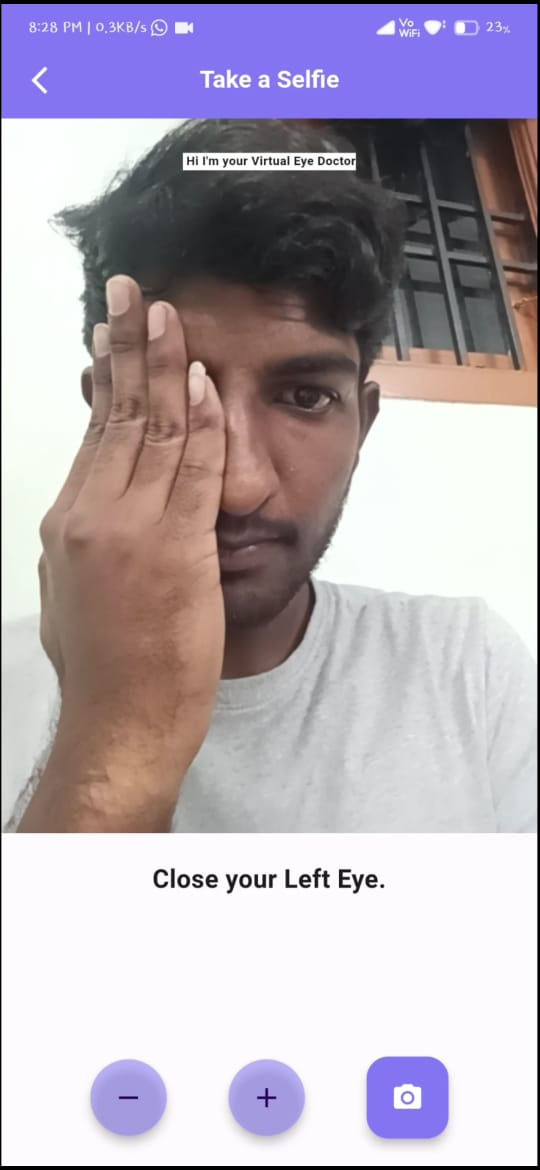 8:28 PM | 0.3KB/s
Vo
WiFi
23%
Take a Selfie
Hi I'm your Virtual Eye Doctor
Close your Left Eye.
− +